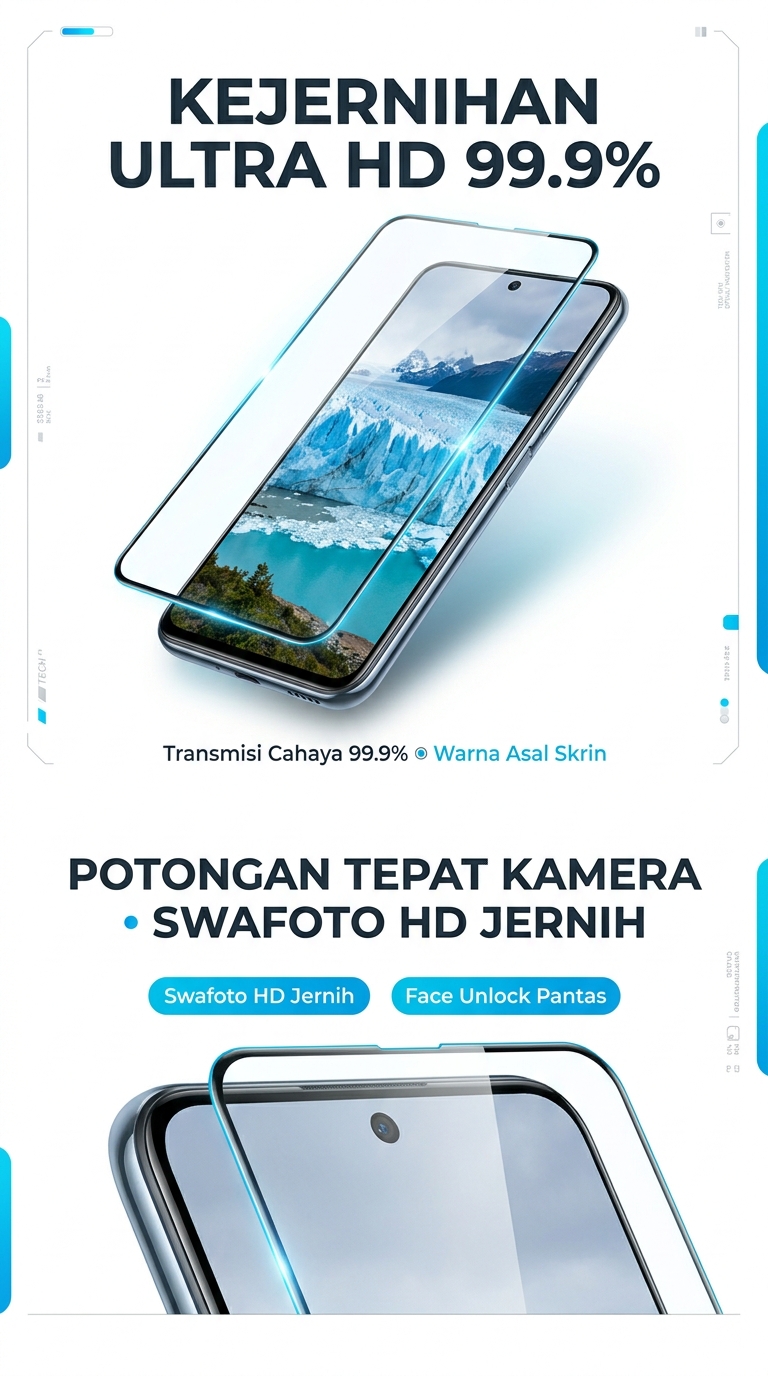 KEJERNIHAN
ULTRA HD 99.9%
TECH
Transmisi Cahaya 99.9% Warna Asal Skrin
POTONGAN TEPAT KAMERA
• SWAFOTO HD JERNIH
Swafoto HD Jernih
Face Unlock Pantas